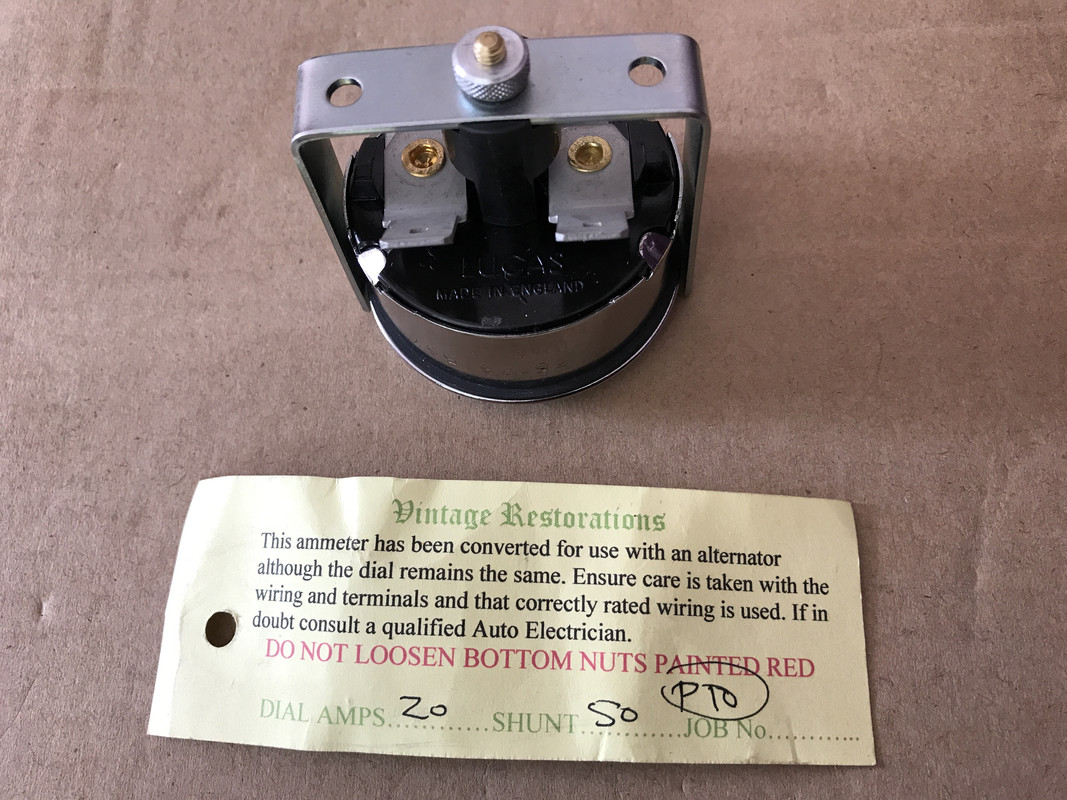 LUCAS
MADE IN ENGLAND
Vintage Restorations
This ammeter has been converted for use with an alternator
although the dial remains the same. Ensure care is taken with the
wiring and terminals and that correctly rated wiring is used. If in
doubt consult a qualified Auto Electrician.
DO NOT LOOSEN BOTTOM NUTS PAINTED RED
PTO
DIAL AMPS...20............SHUNT.50............JOB No.............